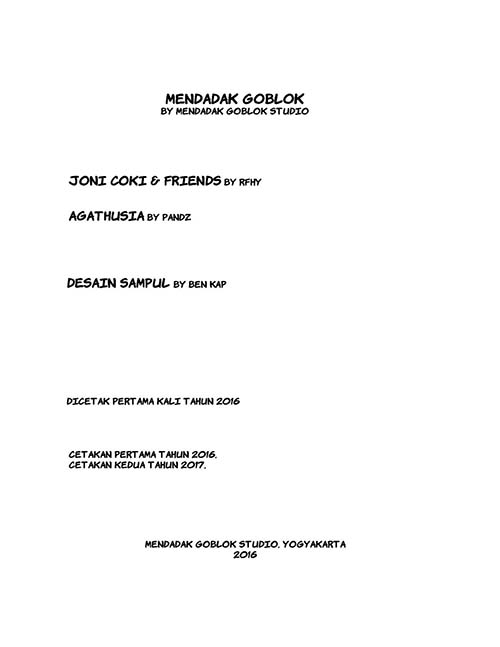 MENDADAK GOBLOK
BY MENDADAK GOBLOK STUDIO
JONI COKI & FRIENDS BY RFHY
AGATHUSIA BY PANDZ
DESAIN SAMPUL BY BEN KAP
DICETAK PERTAMA KALI TAHUN 2016
CETAKAN PERTAMA TAHUN 2016.
CETAKAN KEDUA TAHUN 2017.
MENDADAK GOBLOK STUDIO, YOGYAKARTA
2016